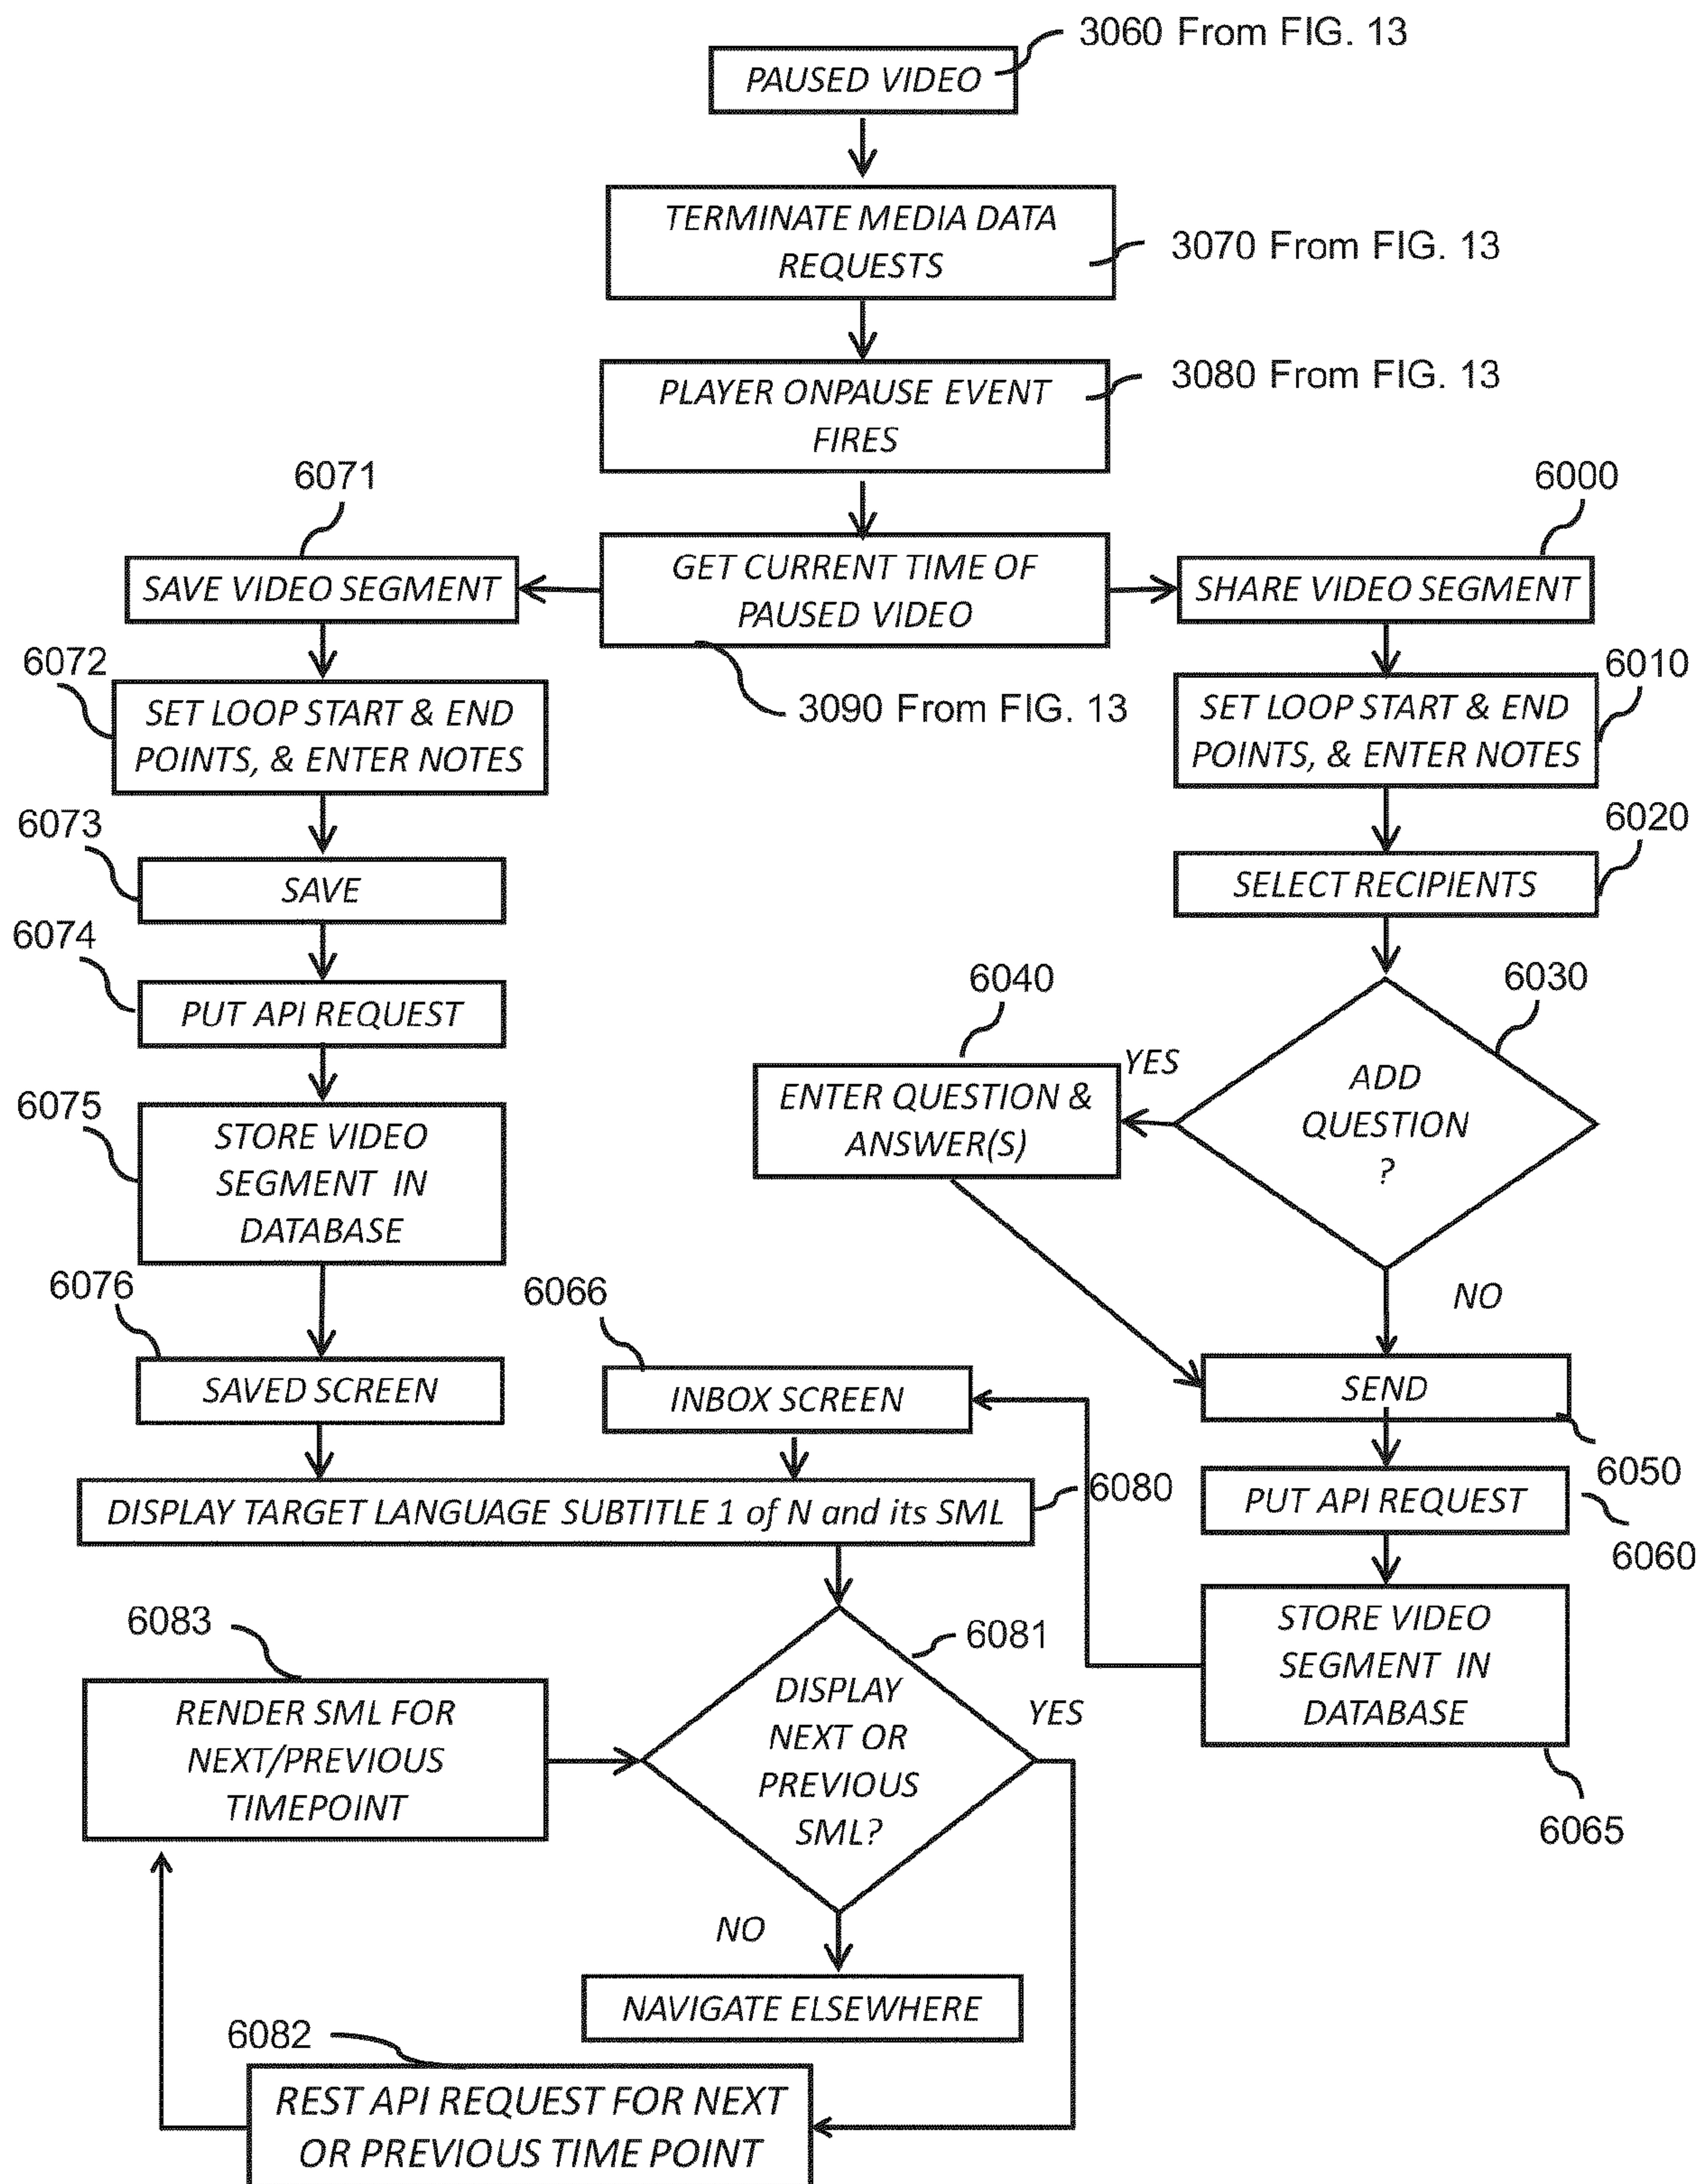 3060 From FIG. 13
PAUSED VIDEO
TERMINATE MEDIA DATA
REQUESTS
3070 From FIG. 13
PLAYER ONPAUSE EVENT
FIRES
3080 From FIG. 13
6071
6000
SAVE VIDEO SEGMENT
GET CURRENT TIME OF
PAUSED VIDEO
SHARE VIDEO SEGMENT
3090 From FIG. 13
6072
SET LOOP START & END
POINTS, & ENTER NOTES
6010
SET LOOP START & END
POINTS, & ENTER NOTES
6073
SAVE
6020
SELECT RECIPIENTS
6074
PUT API REQUEST
6040
6030
YES
ENTER QUESTION &
ANSWER(S)
ADD
QUESTION
?
NO
6075
STORE VIDEO
SEGMENT IN
DATABASE
6076
SAVED SCREEN
6066
INBOX SCREEN
SEND
6050
PUT API REQUEST
6060
DISPLAY TARGET LANGUAGE SUBTITLE 1 of N and its SML
6080
STORE VIDEO
SEGMENT IN
DATABASE
6065
6083
RENDER SML FOR
NEXT/PREVIOUS
TIMEPOINT
6081
DISPLAY
NEXT OR
PREVIOUS
SML?
YES
NO
NAVIGATE ELSEWHERE
6082
REST API REQUEST FOR NEXT
OR PREVIOUS TIME POINT